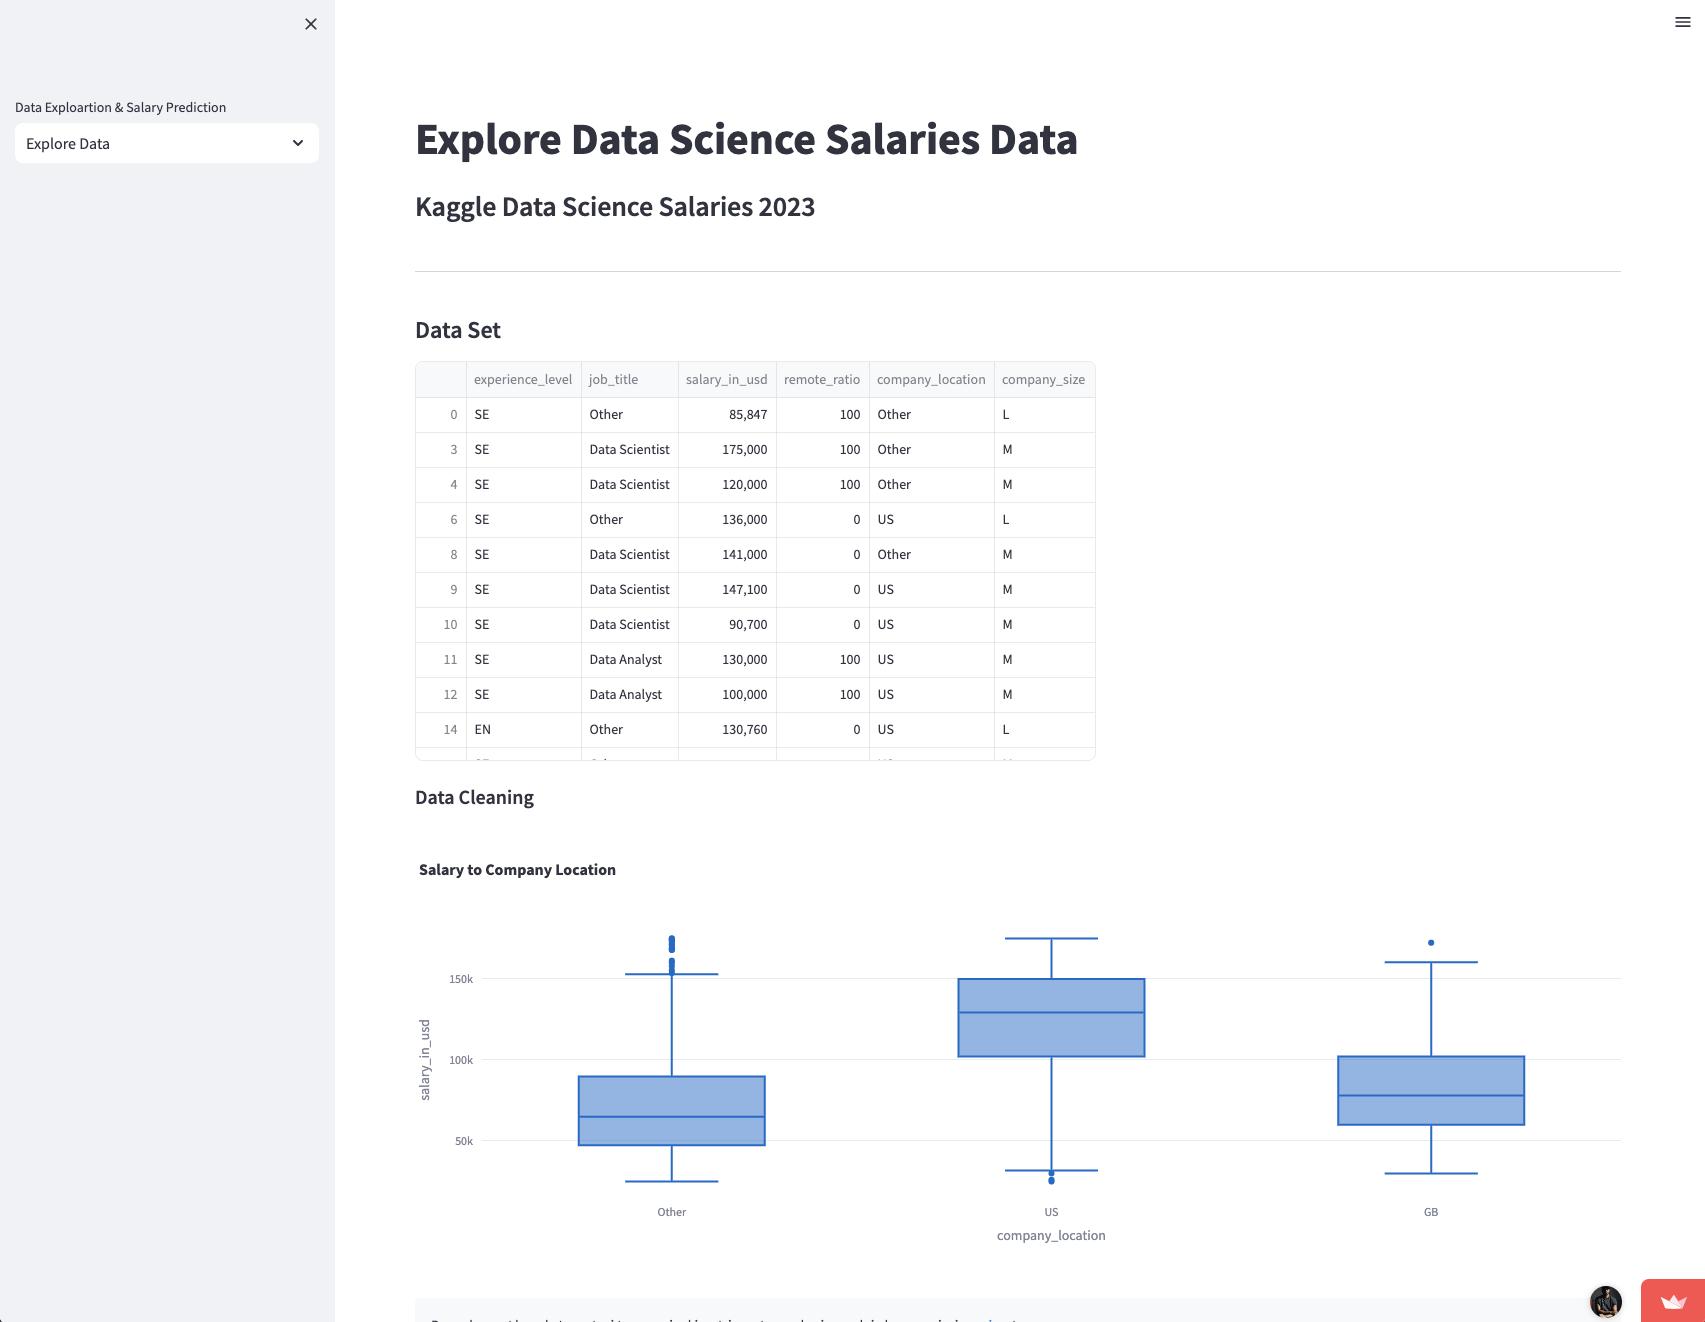 Data Exploartion & Salary Prediction
Explore Data
Explore Data Science Salaries Data
Kaggle Data Science Salaries 2023
Data Set
experience_level job_title salary_in_usd remote_ratio company_location company_size
0 SE Other 85,847 100 Other L
3 SE Data Scientist 175,000 100 Other M
4 SE Data Scientist 120,000 100 Other M
6 SE Other 136,000 0 US L
8 SE Data Scientist 141,000 0 Other M
9 SE Data Scientist 147,100 0 US M
10 SE Data Scientist 90,700 0 US M
11 SE Data Analyst 130,000 100 US M
12 SE Data Analyst 100,000 100 US M
14 EN Other 130,760 0 US L
Data Cleaning
Salary to Company Location
150k
100k
50k
salary_in_usd
Other US GB
company_location